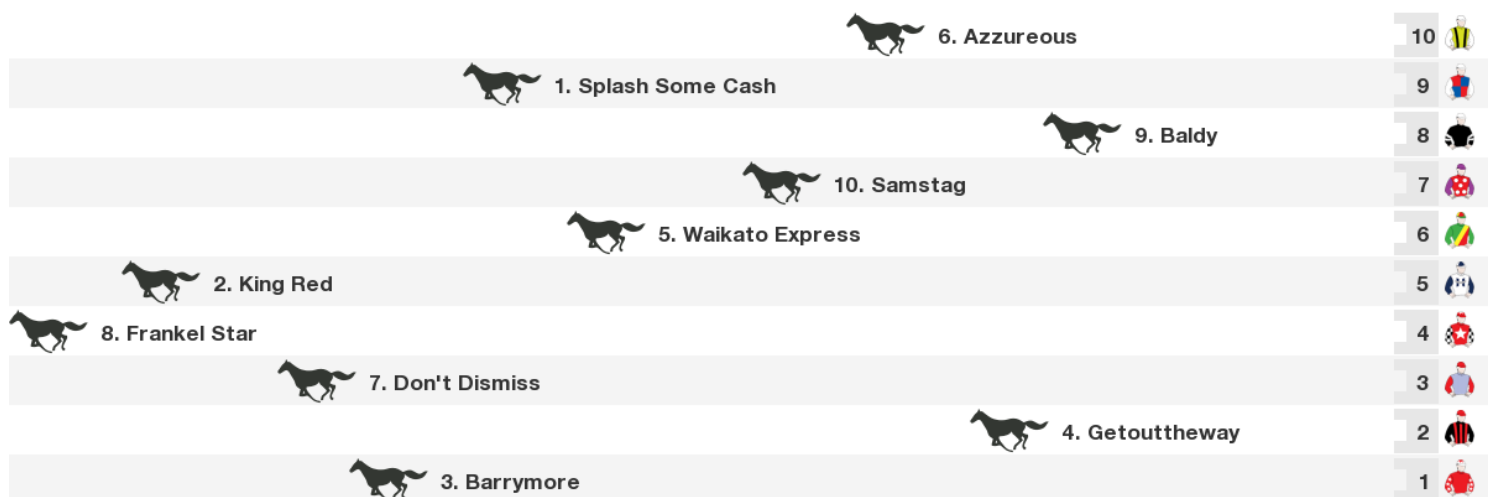 6. Azzureous 10
1. Splash Some Cash 9
9. Baldy 8
10. Samstag 7
5. Waikato Express 6
2. King Red 5
8. Frankel Star 4
7. Don't Dismiss 3
4. Getouttheway 2
3. Barrymore 1